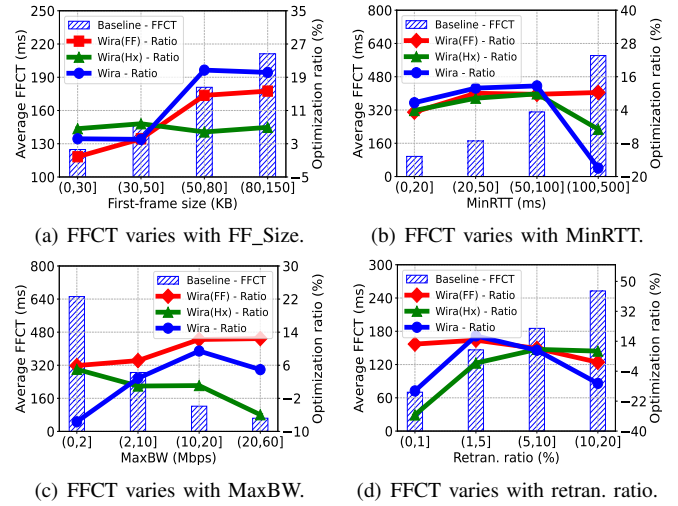 250
220
190
160
130
100
Average FFCT (ms)
Baseline - FFCT
Wira(FF) - Ratio
Wira(Hx) - Ratio
Wira - Ratio
35
27
19
11
3
−5
Optimization ratio (%)
(0,30]
(30,50]
(50,80]
(80,150]
First-frame size (KB)
(a) FFCT varies with FF_Size.
800
640
480
320
160
0
Average FFCT (ms)
Baseline - FFCT
Wira(FF) - Ratio
Wira(Hx) - Ratio
Wira - Ratio
40
28
16
4
−8
−20
Optimization ratio (%)
(0,20]
(20,50]
(50,100]
(100,500]
MinRTT (ms)
(b) FFCT varies with MinRTT.
800
640
480
320
160
0
Average FFCT (ms)
Baseline - FFCT
Wira(FF) - Ratio
Wira(Hx) - Ratio
Wira - Ratio
30
22
14
6
−2
−10
Optimization ratio (%)
(0,2]
(2,10]
(10,20]
(20,60]
MaxBW (Mbps)
(c) FFCT varies with MaxBW.
300
240
180
120
60
0
Average FFCT (ms)
Baseline - FFCT
Wira(FF) - Ratio
Wira(Hx) - Ratio
Wira - Ratio
50
32
14
−4
−22
−40
Optimization ratio (%)
(0,1]
(1,5]
(5,10]
(10,20]
Retran. ratio (%)
(d) FFCT varies with retran. ratio.